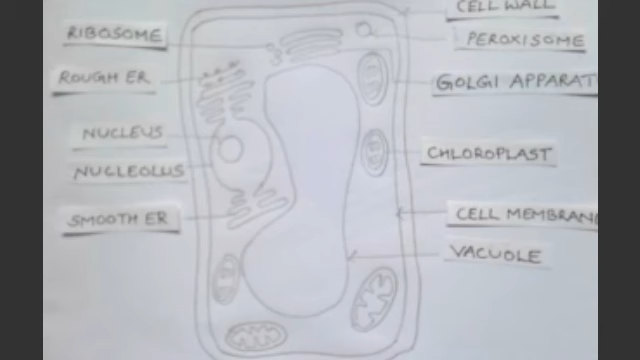 CELL WALL
RIBOSOME
PEROXISOME
ROUGH ER
GOLGI APPARAT
NUCLEUS
CHLOROPLAST
NUCLEOLUS
SMOOTH ER
CELL MEMBRAN
VACUOLE